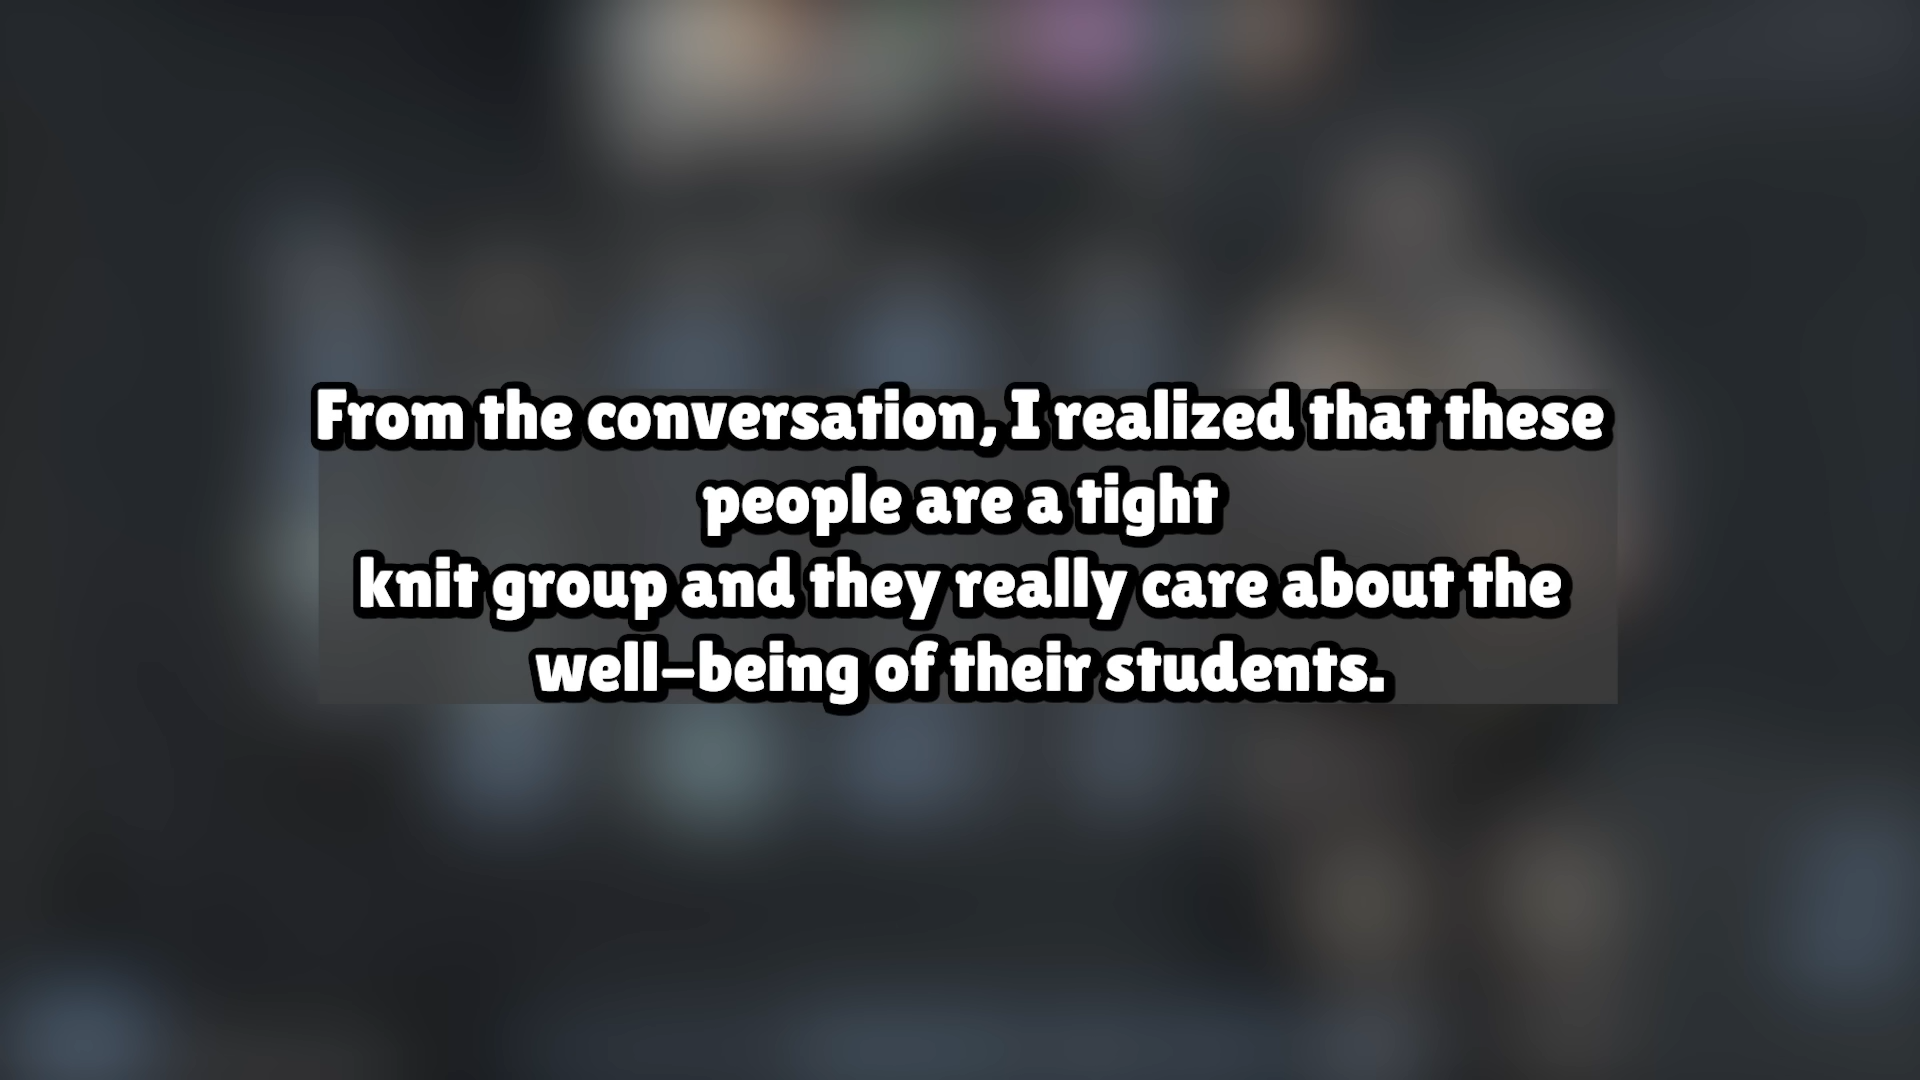 From the conversation, I realized that these
people are a tight
knit group and they really care about the
well-being of their students.